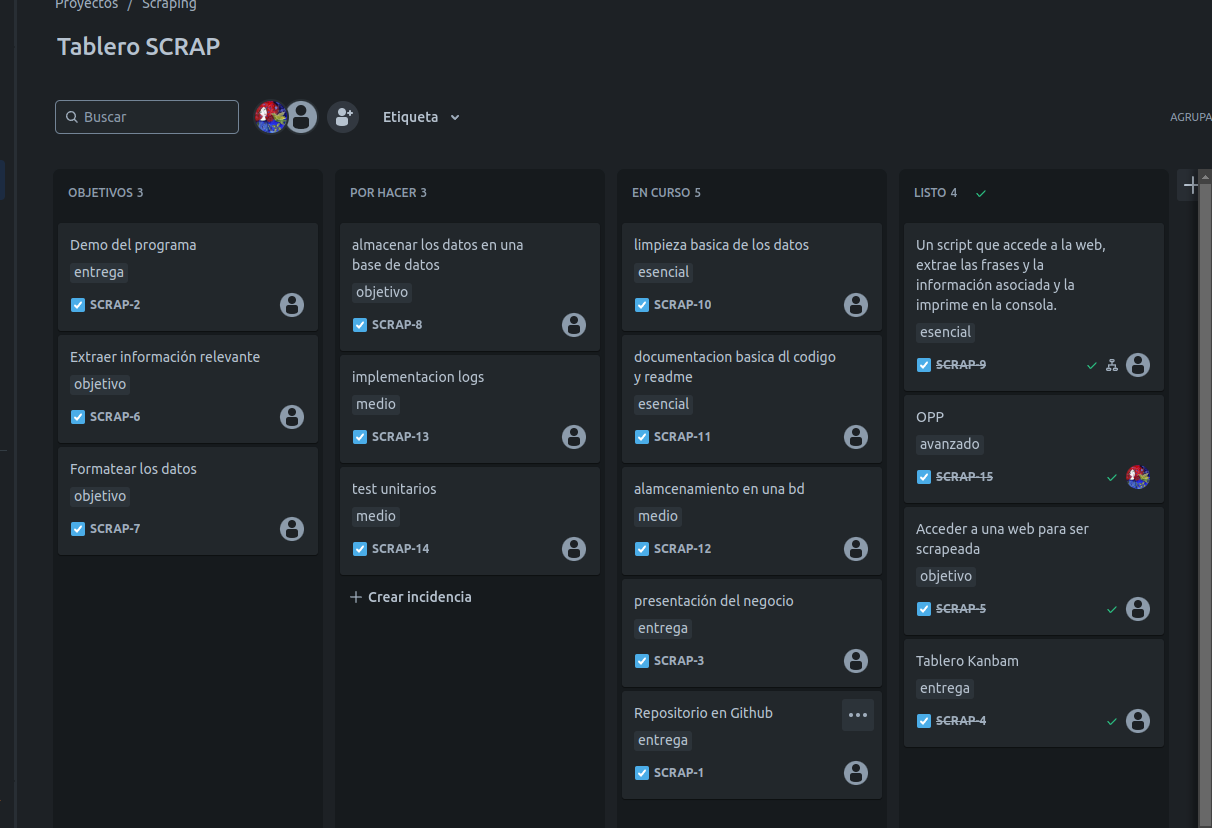 Proyectos / Scraping
Tablero SCRAP
Buscar
Etiqueta
AGRUPA
OBJETIVOS 3
Demo del programa
entrega
SCRAP-2
Extraer información relevante
objetivo
SCRAP-6
Formatear los datos
objetivo
SCRAP-7
POR HACER 3
almacenar los datos en una
base de datos
objetivo
SCRAP-8
implementacion logs
medio
SCRAP-13
test unitarios
medio
SCRAP-14
Crear incidencia
EN CURSO 5
limpieza basica de los datos
esencial
SCRAP-10
documentacion basica dl codigo
y readme
esencial
SCRAP-11
alamcenamiento en una bd
medio
SCRAP-12
presentación del negocio
entrega
SCRAP-3
Repositorio en Github
entrega
SCRAP-1
LISTO 4
Un script que accede a la web,
extrae las frases y la
información asociada y la
imprime en la consola.
esencial
SCRAP-9
OPP
avanzado
SCRAP-15
Acceder a una web para ser
scrapeada
objetivo
SCRAP-5
Tablero Kanbam
entrega
SCRAP-4